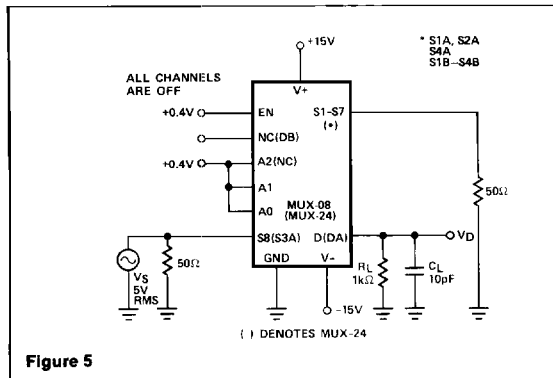 +15V
* S1A, S2A
S4A
S1B–S4B
ALL CHANNELS
ARE OFF
V+
+0.4V
EN
S1–S7
(*)
NC(DB)
+0.4V
A2(NC)
A1
50Ω
A0
MUX-08
(MUX-24)
S8(S3A)
D(DA)
VD
GND
V−
VS
5V
RMS
50Ω
RL
1kΩ
CL
10pF
−15V
( ) DENOTES MUX-24
Figure 5